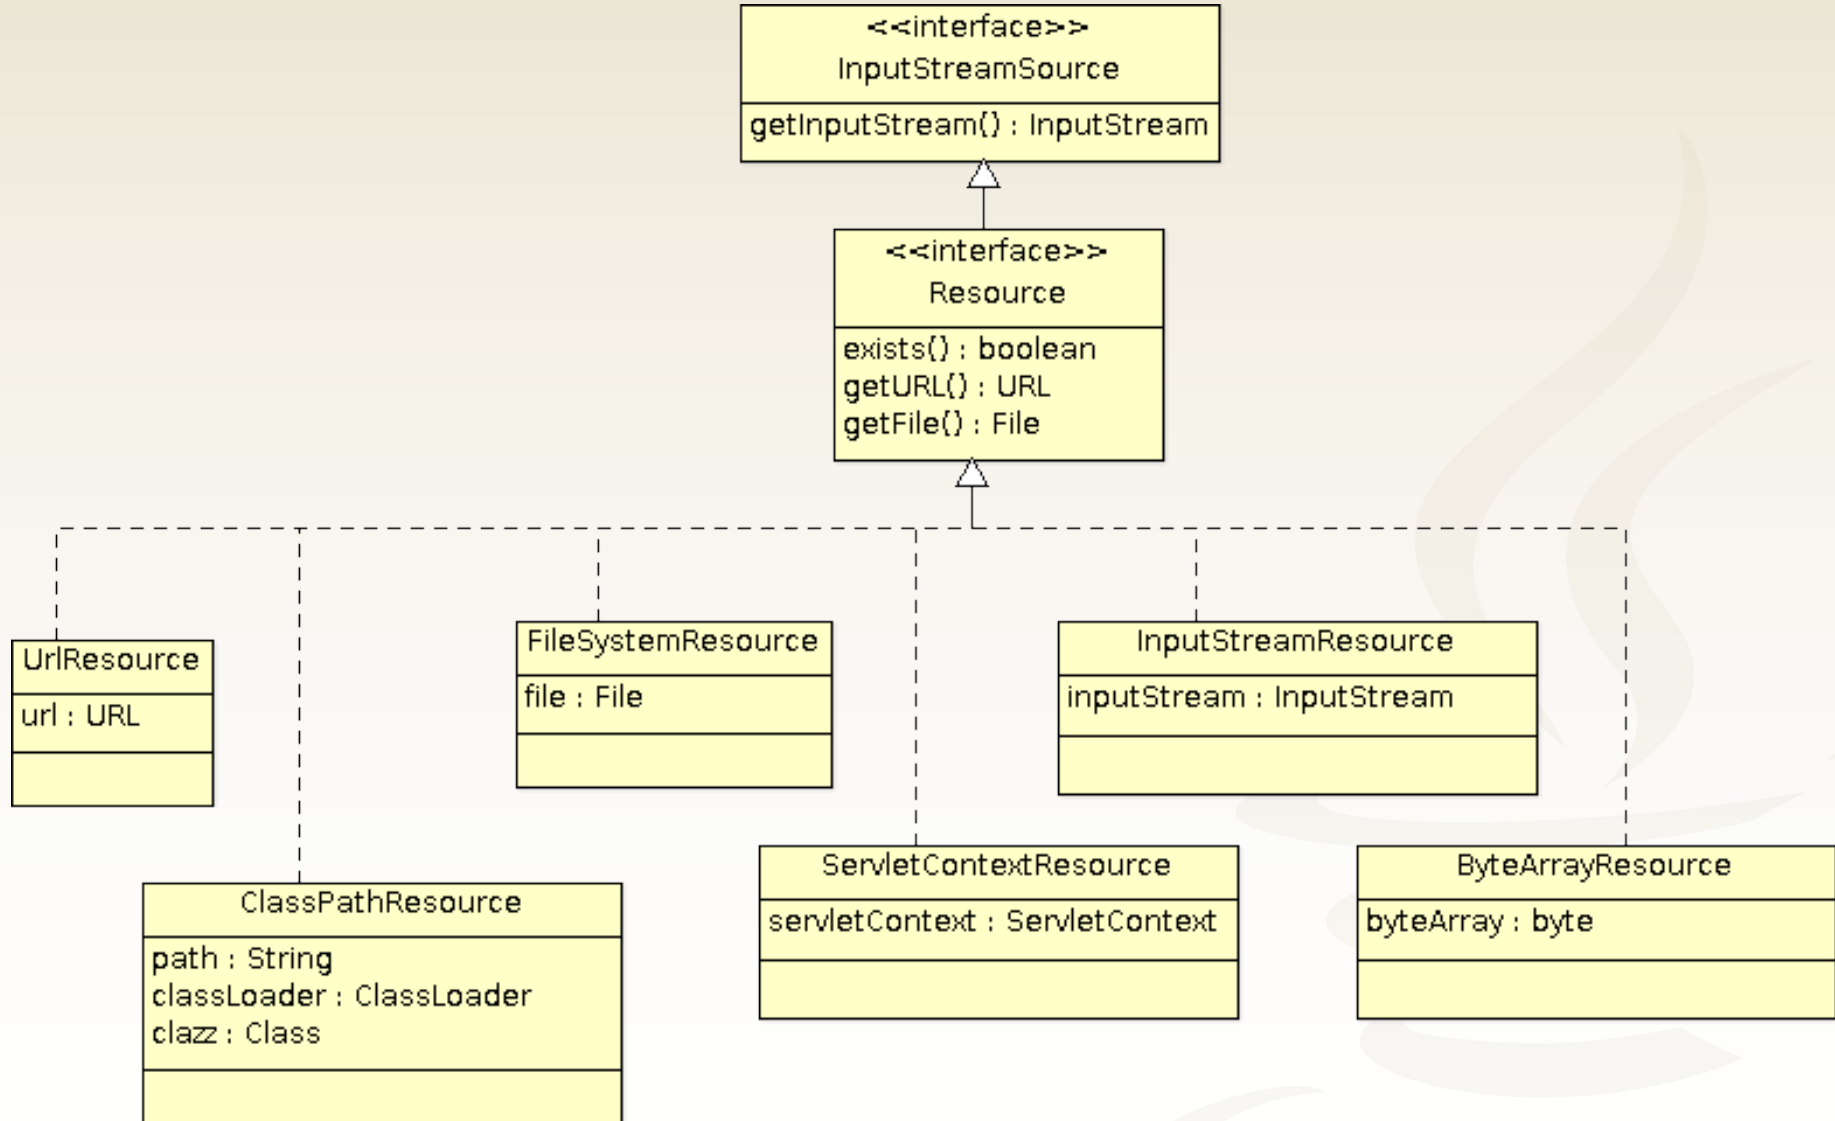 <<interface>>
InputStreamSource
getInputStream() : InputStream
<<interface>>
Resource
exists() : boolean
getURL() : URL
getFile() : File
UrlResource
url : URL
FileSystemResource
file : File
InputStreamResource
inputStream : InputStream
ClassPathResource
path : String
classLoader : ClassLoader
clazz : Class
ServletContextResource
servletContext : ServletContext
ByteArrayResource
byteArray : byte